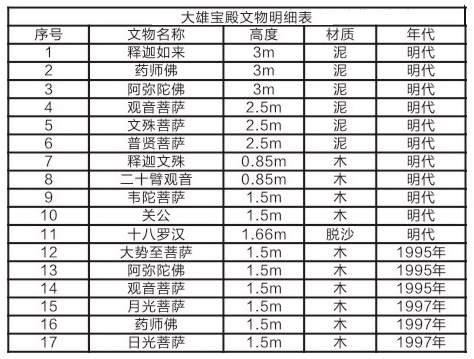 大雄宝殿文物明细表
序号 文物名称 高度 材质 年代
1 释迦如来 3m 泥 明代
2 药师佛 3m 泥 明代
3 阿弥陀佛 3m 泥 明代
4 观音菩萨 2.5m 泥 明代
5 文殊菩萨 2.5m 泥 明代
6 普贤菩萨 2.5m 泥 明代
7 释迦文殊 0.85m 木 明代
8 二十臂观音 0.85m 木 明代
9 韦陀菩萨 1.5m 木 明代
10 关公 1.5m 木 明代
11 十八罗汉 1.66m 脱沙 明代
12 大势至菩萨 1.5m 木 1995年
13 阿弥陀佛 1.5m 木 1995年
14 观音菩萨 1.5m 木 1995年
15 月光菩萨 1.5m 木 1997年
16 药师佛 1.5m 木 1997年
17 日光菩萨 1.5m 木 1997年